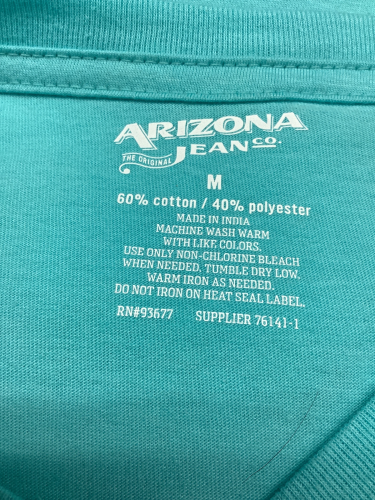 ARIZONA
THE ORIGINAL JEAN CO.
M
60% cotton / 40% polyester
MADE IN INDIA
MACHINE WASH WARM
WITH LIKE COLORS.
USE ONLY NON-CHLORINE BLEACH
WHEN NEEDED. TUMBLE DRY LOW.
WARM IRON AS NEEDED.
DO NOT IRON ON HEAT SEAL LABEL.
RN#93677 SUPPLIER 76141-1